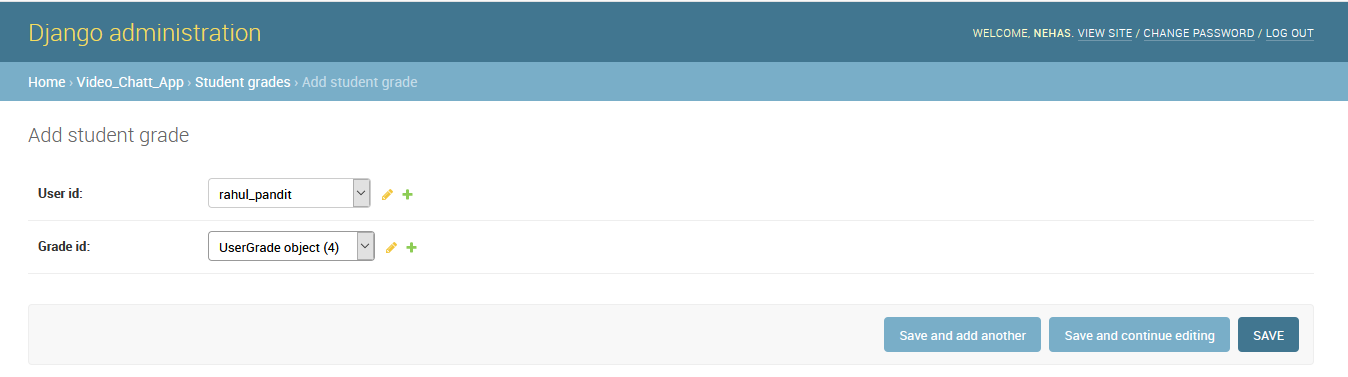 Django administration
WELCOME, NEHAS. VIEW SITE / CHANGE PASSWORD / LOG OUT
Home › Video_Chatt_App › Student grades › Add student grade
Add student grade
User id: rahul_pandit
Grade id: UserGrade object (4)
Save and add another Save and continue editing SAVE